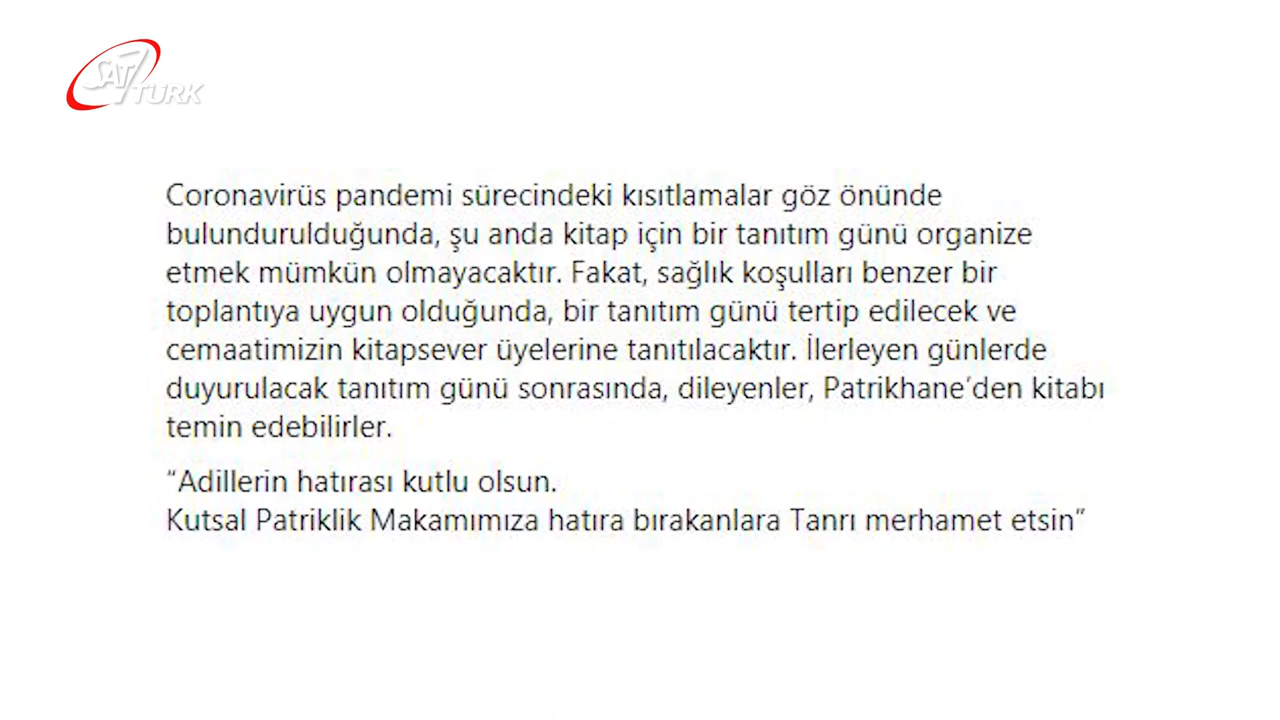 SAT7
TÜRK
Coronavirüs pandemi sürecindeki kısıtlamalar göz önünde
bulundurulduğunda, şu anda kitap için bir tanıtım günü organize
etmek mümkün olmayacaktır. Fakat, sağlık koşulları benzer bir
toplantıya uygun olduğunda, bir tanıtım günü tertip edilecek ve
cemaatimizin kitapsever üyelerine tanıtılacaktır. İlerleyen günlerde
duyurulacak tanıtım günü sonrasında, dileyenler, Patrikhane’den kitabı
temin edebilirler.
“Adillerin hatırası kutlu olsun.
Kutsal Patriklik Makamımıza hatıra bırakanlara Tanrı merhamet etsin”